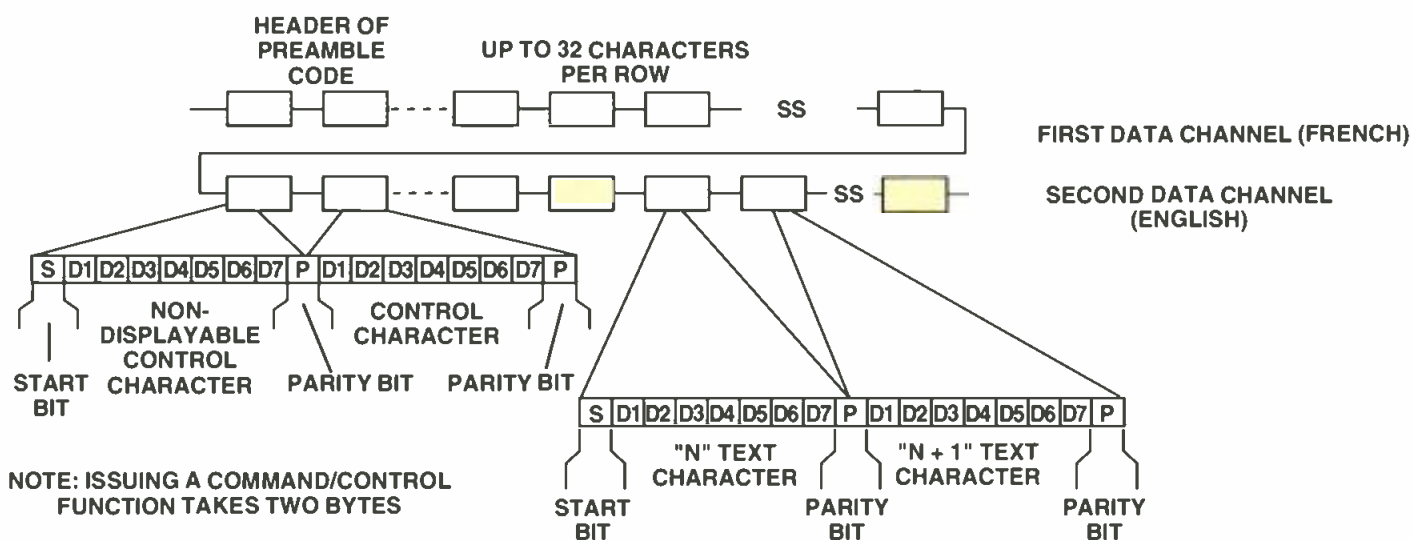 HEADER OF
PREAMBLE
CODE
UP TO 32 CHARACTERS
PER ROW
SS
FIRST DATA CHANNEL (FRENCH)
SS
SECOND DATA CHANNEL
(ENGLISH)
S D1 D2 D3 D4 D5 D6 D7 P D1 D2 D3 D4 D5 D6 D7 P
NON-
DISPLAYABLE
CONTROL
CHARACTER
CONTROL
CHARACTER
START
BIT
PARITY BIT
PARITY BIT
S D1 D2 D3 D4 D5 D6 D7 P D1 D2 D3 D4 D5 D6 D7 P
"N" TEXT
CHARACTER
"N + 1" TEXT
CHARACTER
START
BIT
PARITY
BIT
PARITY
BIT
NOTE: ISSUING A COMMAND/CONTROL
FUNCTION TAKES TWO BYTES